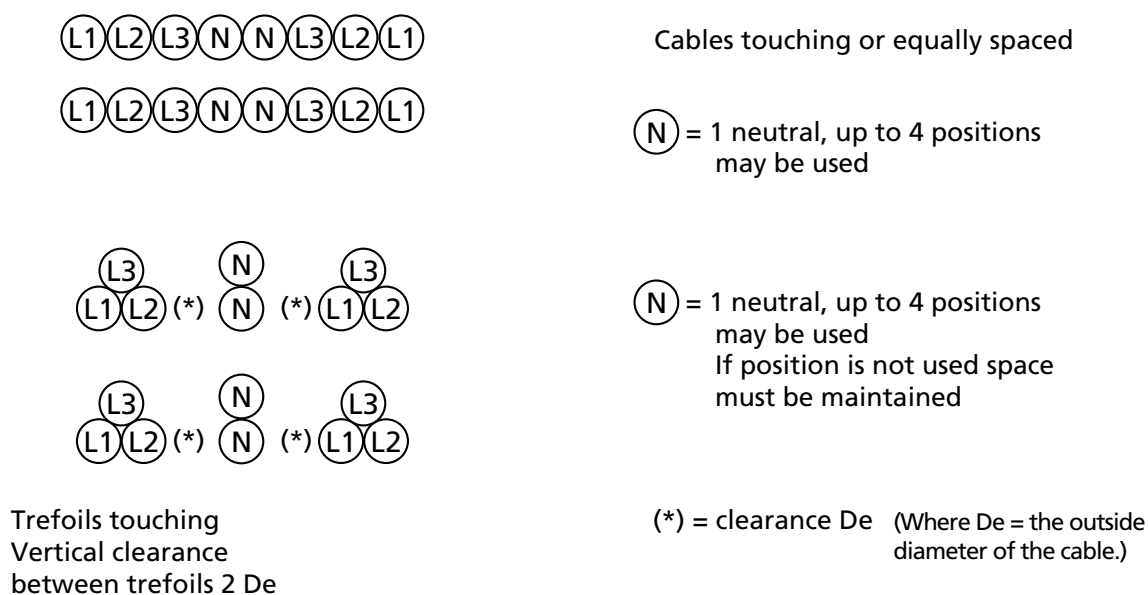 L1 L2 L3 N N L3 L2 L1
Cables touching or equally spaced
L1 L2 L3 N N L3 L2 L1
N = 1 neutral, up to 4 positions
may be used
L3 N L3
L1 L2 (*) N (*) L1 L2
N = 1 neutral, up to 4 positions
may be used
If position is not used space
must be maintained
L3 N L3
L1 L2 (*) N (*) L1 L2
Trefoils touching
Vertical clearance
between trefoils 2 De
(*) = clearance De (Where De = the outside
diameter of the cable.)